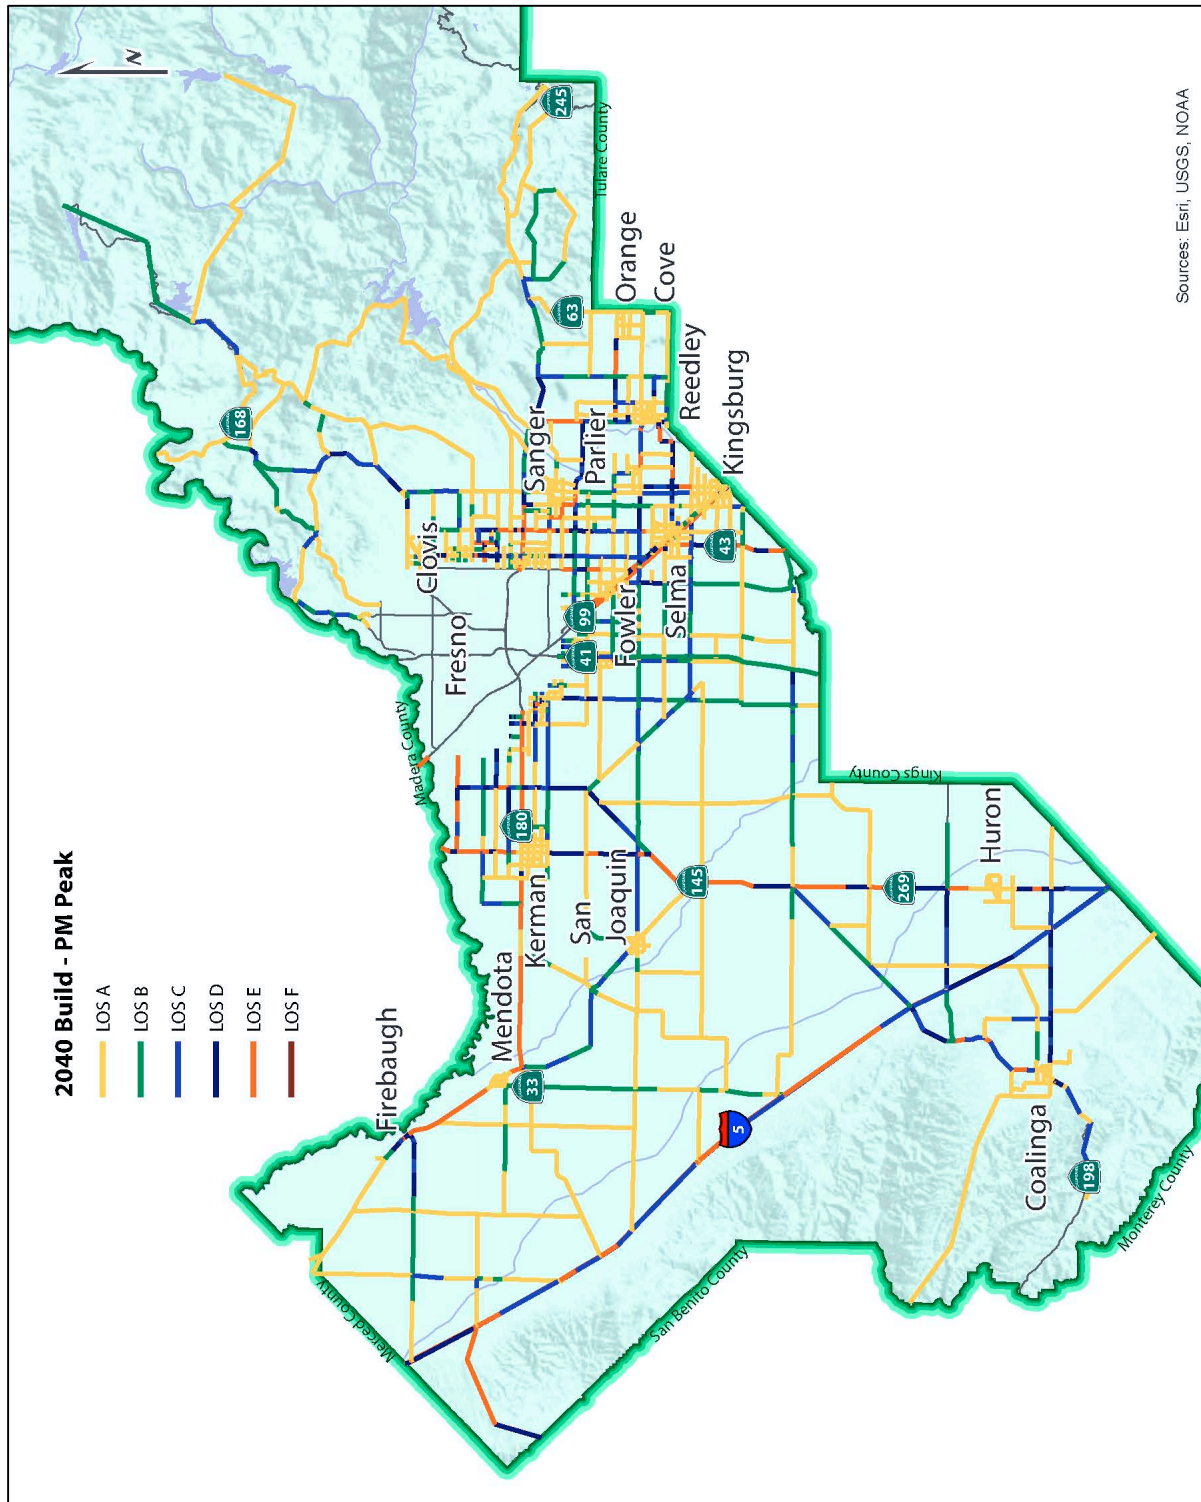 2040 Build - PM Peak
LOS A
LOS B
LOS C
LOS D
LOS E
LOS F
N
Merced County
Madera County
Firebaugh
Mendota
33
Kerman
180
San
Joaquin
145
Fresno
Clovis
168
41
99
Fowler
Selma
43
Sanger
Parlier
Reedley
Kingsburg
Orange
Cove
63
245
Tulare County
Kings County
Huron
269
5
Coalinga
198
San Benito County
Monterey County
Sources: Esri, USGS, NOAA